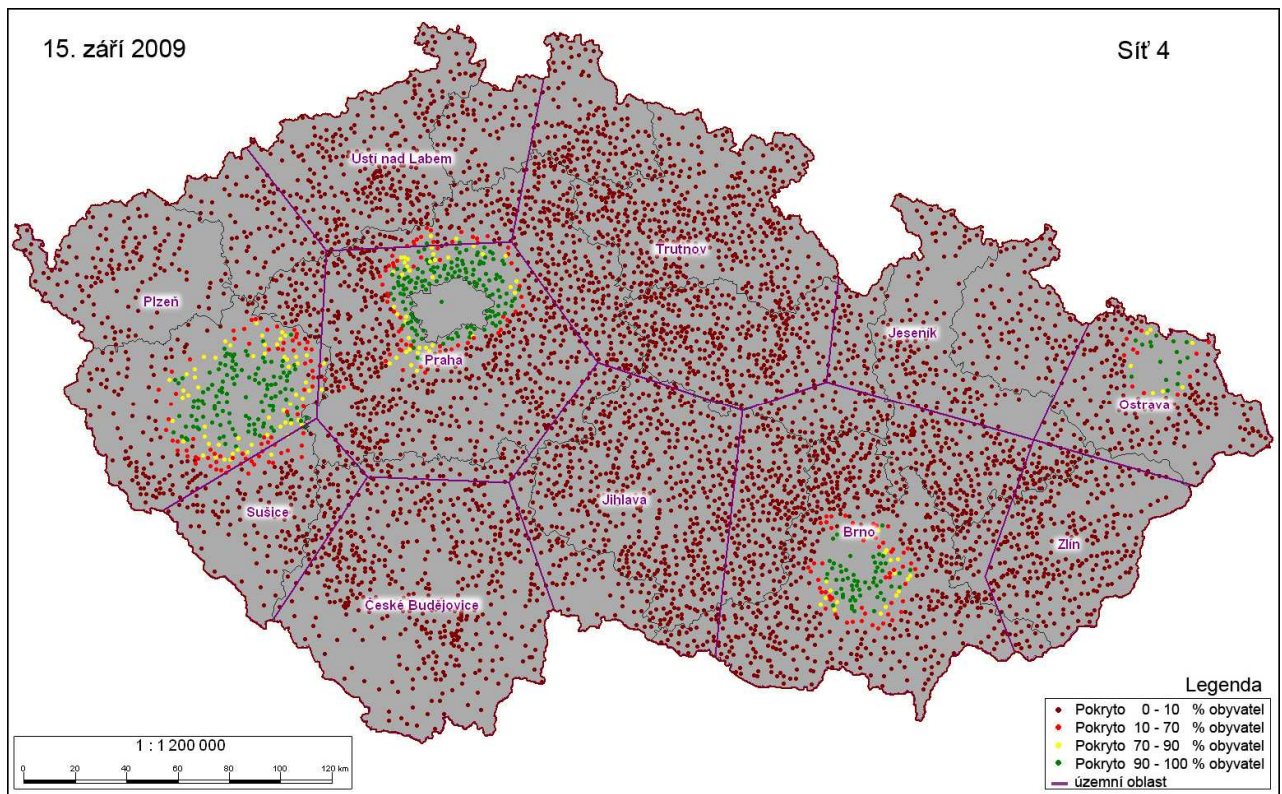 15. září 2009
Síť 4
Ústí nad Labem
Trutnov
Plzeň
Jeseník
Praha
Ostrava
Sušice
Jihlava
Brno
Zlín
České Budějovice
Legenda
Pokryto 0 - 10 % obyvatel
Pokryto 10 - 70 % obyvatel
Pokryto 70 - 90 % obyvatel
Pokryto 90 - 100 % obyvatel
územní oblast
1 : 1 200 000
0 20 40 60 80 100 120 km